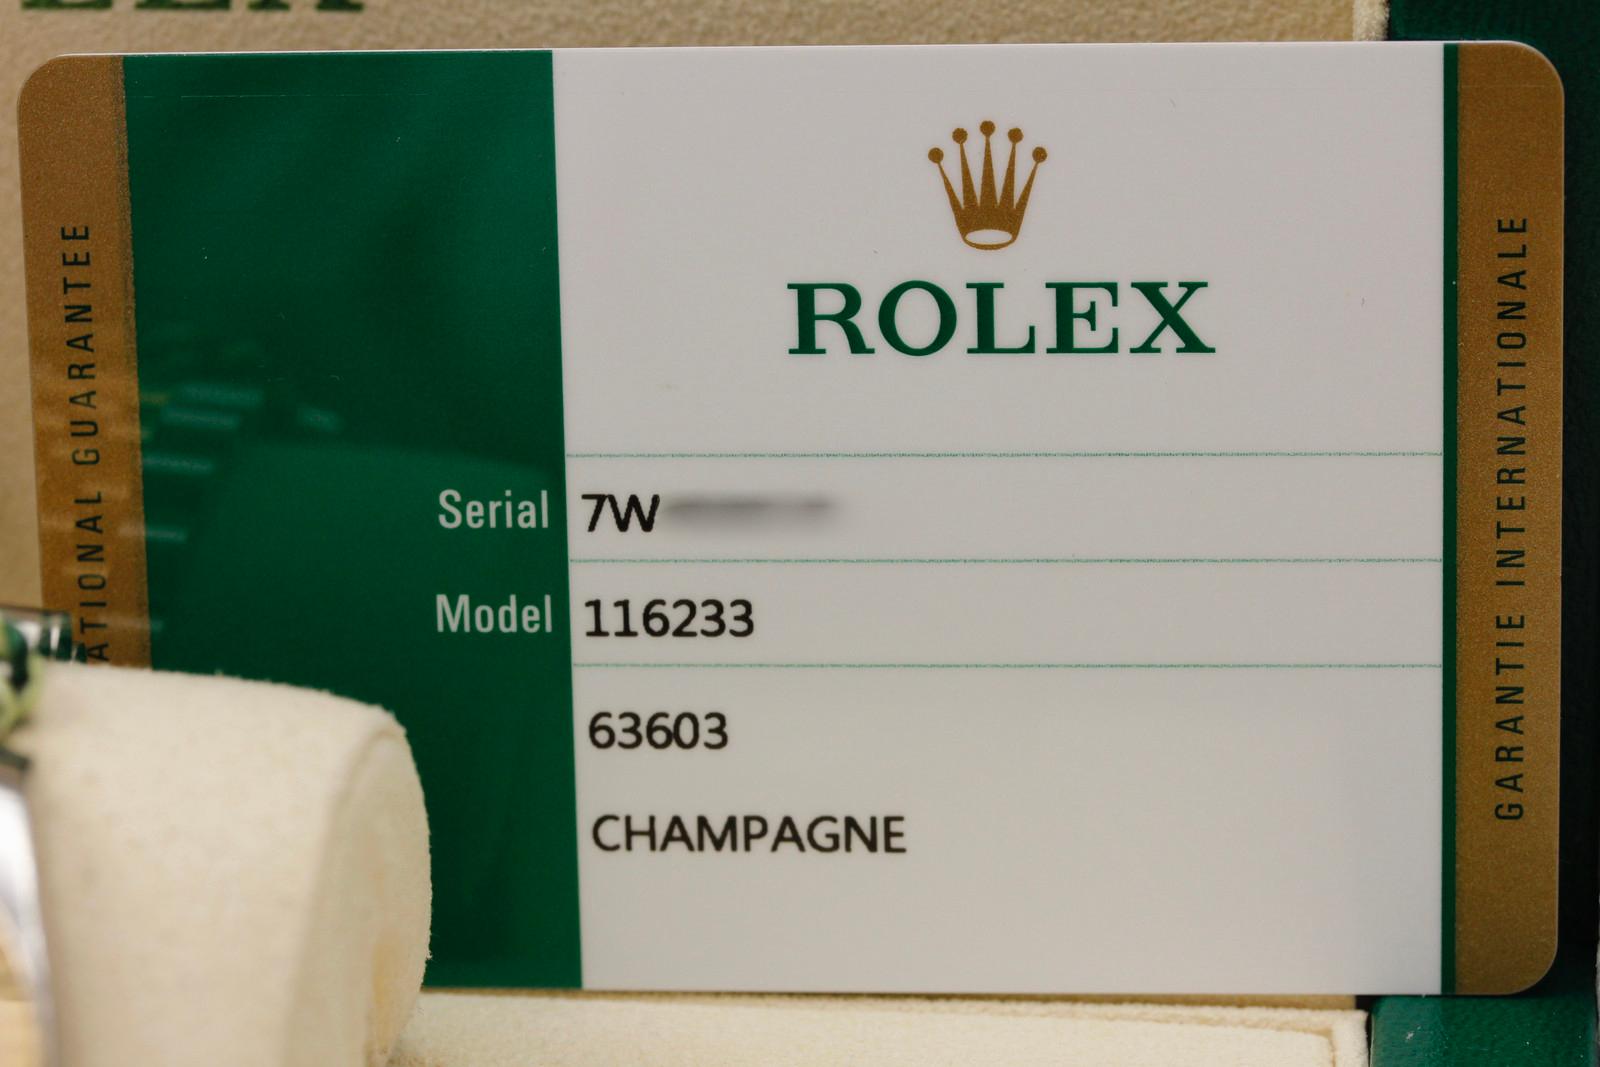 ATIONAL GUARANTEE
ROLEX
Serial 7W
Model 116233
63603
CHAMPAGNE
GARANTIE INTERNATIONALE